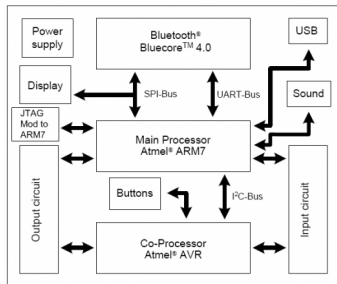 Power
supply
Bluetooth®
Bluecore™ 4.0
USB
Display
SPI-Bus
UART-Bus
Sound
JTAG
Mod to
ARM7
Main Processor
Atmel® ARM7
Output circuit
Buttons
I²C-Bus
Input circuit
Co-Processor
Atmel® AVR